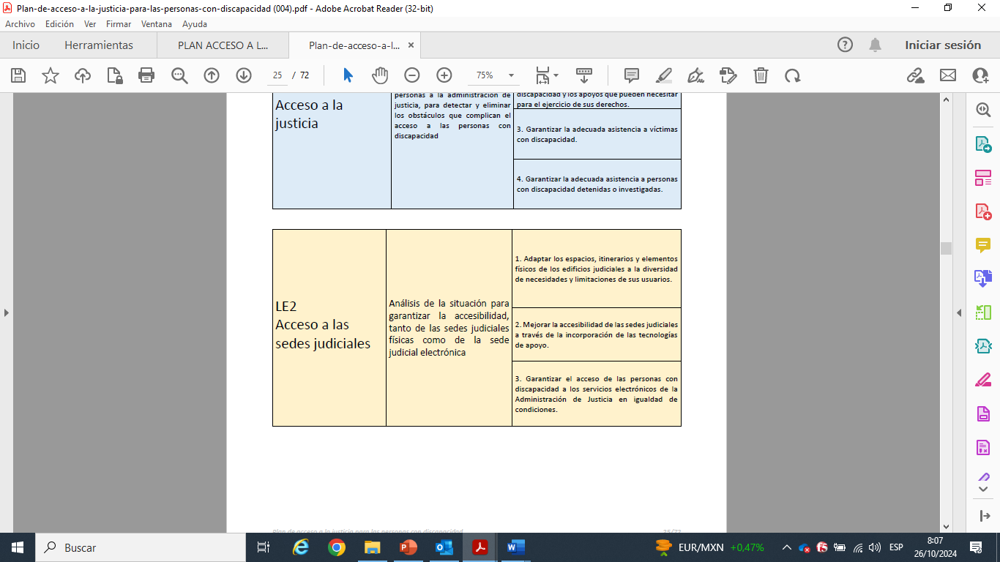 Plan-de-acceso-a-la-justicia-para-las-personas-con-discapacidad (004).pdf - Adobe Acrobat Reader (32-bit)
Archivo Edición Ver Firmar Ventana Ayuda
Inicio Herramientas PLAN ACCESO A L... Plan-de-acceso-a-l... × Iniciar sesión
25 / 72 75%
Acceso a la
justicia
personas a la administración de
justicia, para detectar y eliminar
los obstáculos que complican el
acceso a las personas con
discapacidad
discapacidad y los apoyos que pueden necesitar
para el ejercicio de sus derechos.
3. Garantizar la adecuada asistencia a víctimas
con discapacidad.
4. Garantizar la adecuada asistencia a personas
con discapacidad detenidas o investigadas.
LE2
Acceso a las
sedes judiciales
Análisis de la situación para
garantizar la accesibilidad,
tanto de las sedes judiciales
físicas como de la sede
judicial electrónica
1. Adaptar los espacios, itinerarios y elementos
físicos de los edificios judiciales a la diversidad
de necesidades y limitaciones de sus usuarios.
2. Mejorar la accesibilidad de las sedes judiciales
a través de la incorporación de las tecnologías
de apoyo.
3. Garantizar el acceso de las personas con
discapacidad a los servicios electrónicos de la
Administración de Justicia en igualdad de
condiciones.
Plan de acceso a la justicia para las personas con discapacidad 25/72
Buscar EUR/MXN +0,47% ESP 8:07
26/10/2024